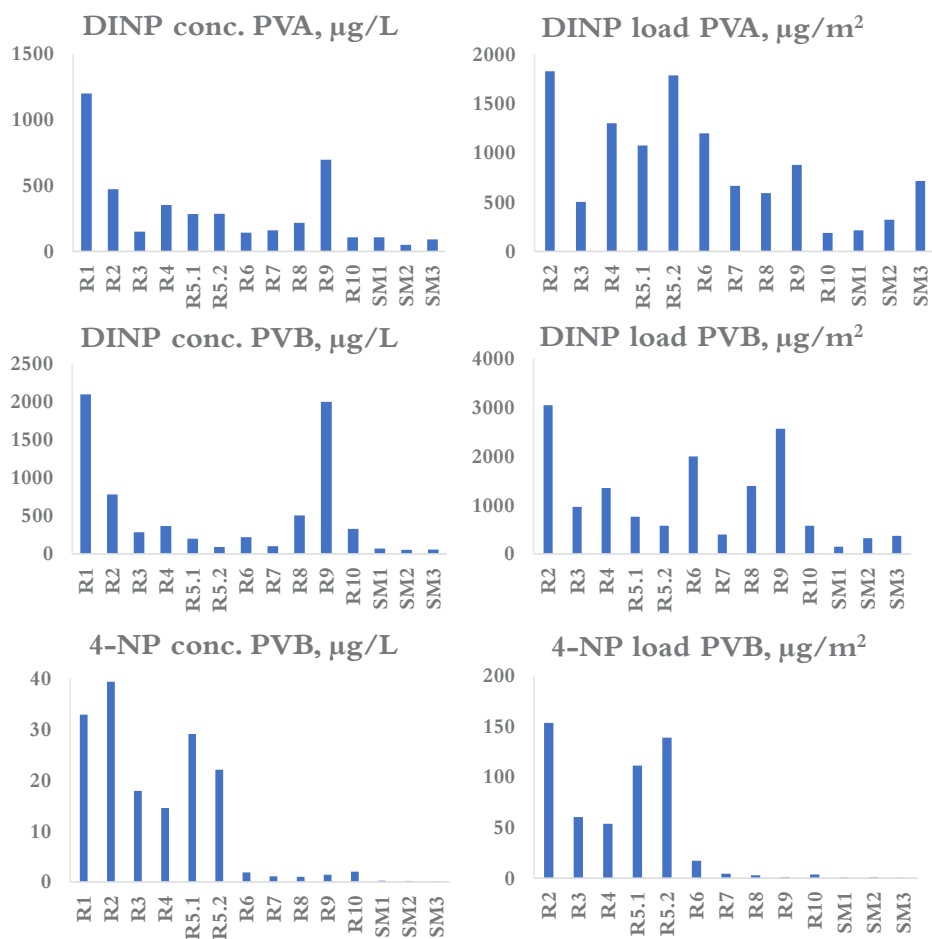 DINP conc. PVA, µg/L
1500
1000
500
0
R1 R2 R3 R4 R5.1 R5.2 R6 R7 R8 R9 R10 SM1 SM2 SM3
DINP load PVA, µg/m²
2000
1500
1000
500
0
R2 R3 R4 R5.1 R5.2 R6 R7 R8 R9 R10 SM1 SM2 SM3
DINP conc. PVB, µg/L
2500
2000
1500
1000
500
0
R1 R2 R3 R4 R5.1 R5.2 R6 R7 R8 R9 R10 SM1 SM2 SM3
DINP load PVB, µg/m²
4000
3000
2000
1000
0
R2 R3 R4 R5.1 R5.2 R6 R7 R8 R9 R10 SM1 SM2 SM3
4-NP conc. PVB, µg/L
40
30
20
10
0
R1 R2 R3 R4 R5.1 R5.2 R6 R7 R8 R9 R10 SM1 SM2 SM3
4-NP load PVB, µg/m²
200
150
100
50
0
R2 R3 R4 R5.1 R5.2 R6 R7 R8 R9 R10 SM1 SM2 SM3